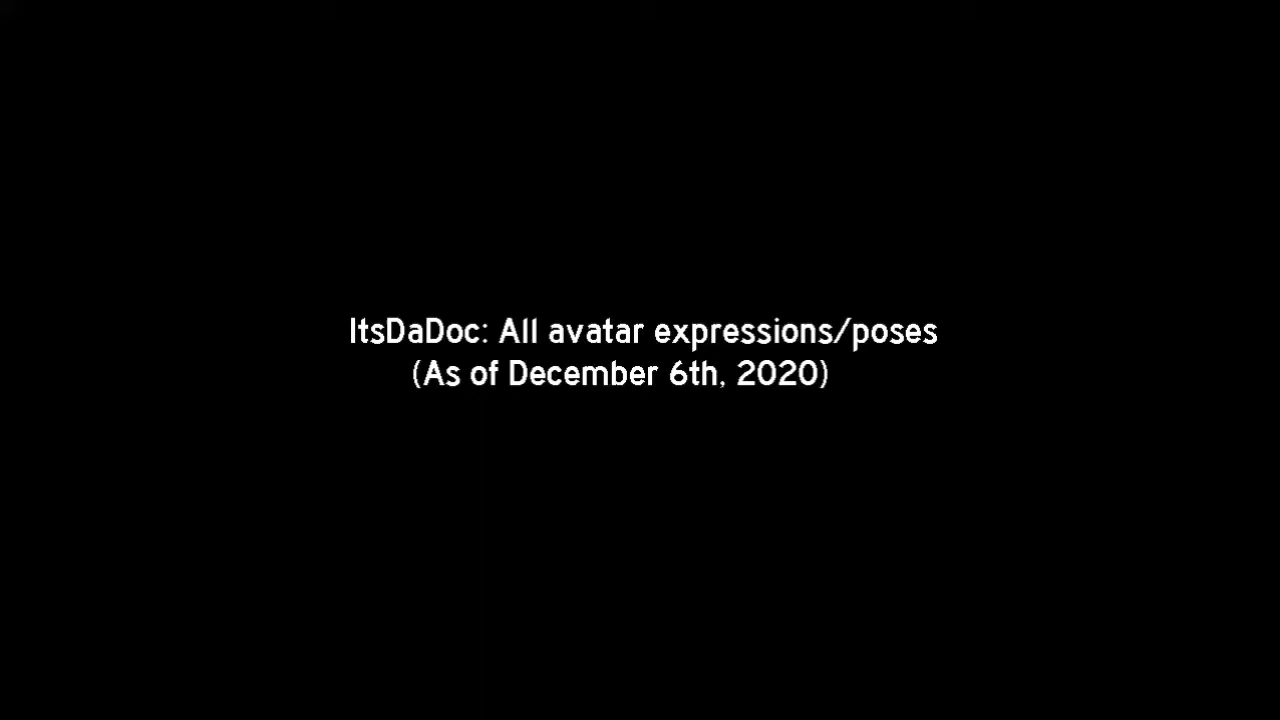 ItsDaDoc: All avatar expressions/poses
(As of December 6th, 2020)